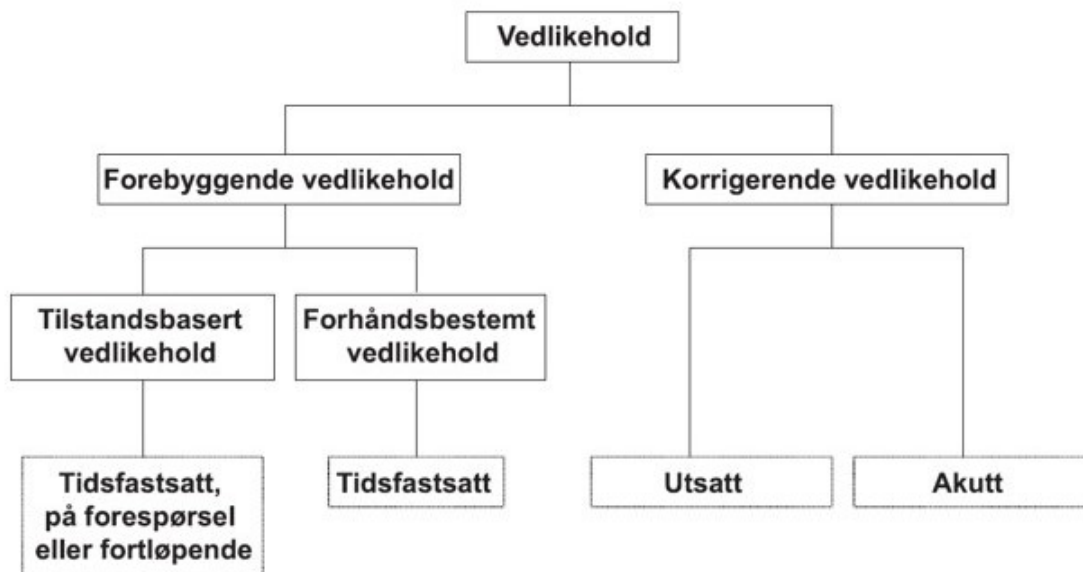 Vedlikehold
Forebyggende vedlikehold
Korrigerende vedlikehold
Tilstandsbasert
vedlikehold
Forhåndsbestemt
vedlikehold
Tidsfastsatt,
på forespørsel
eller fortløpende
Tidsfastsatt
Utsatt
Akutt